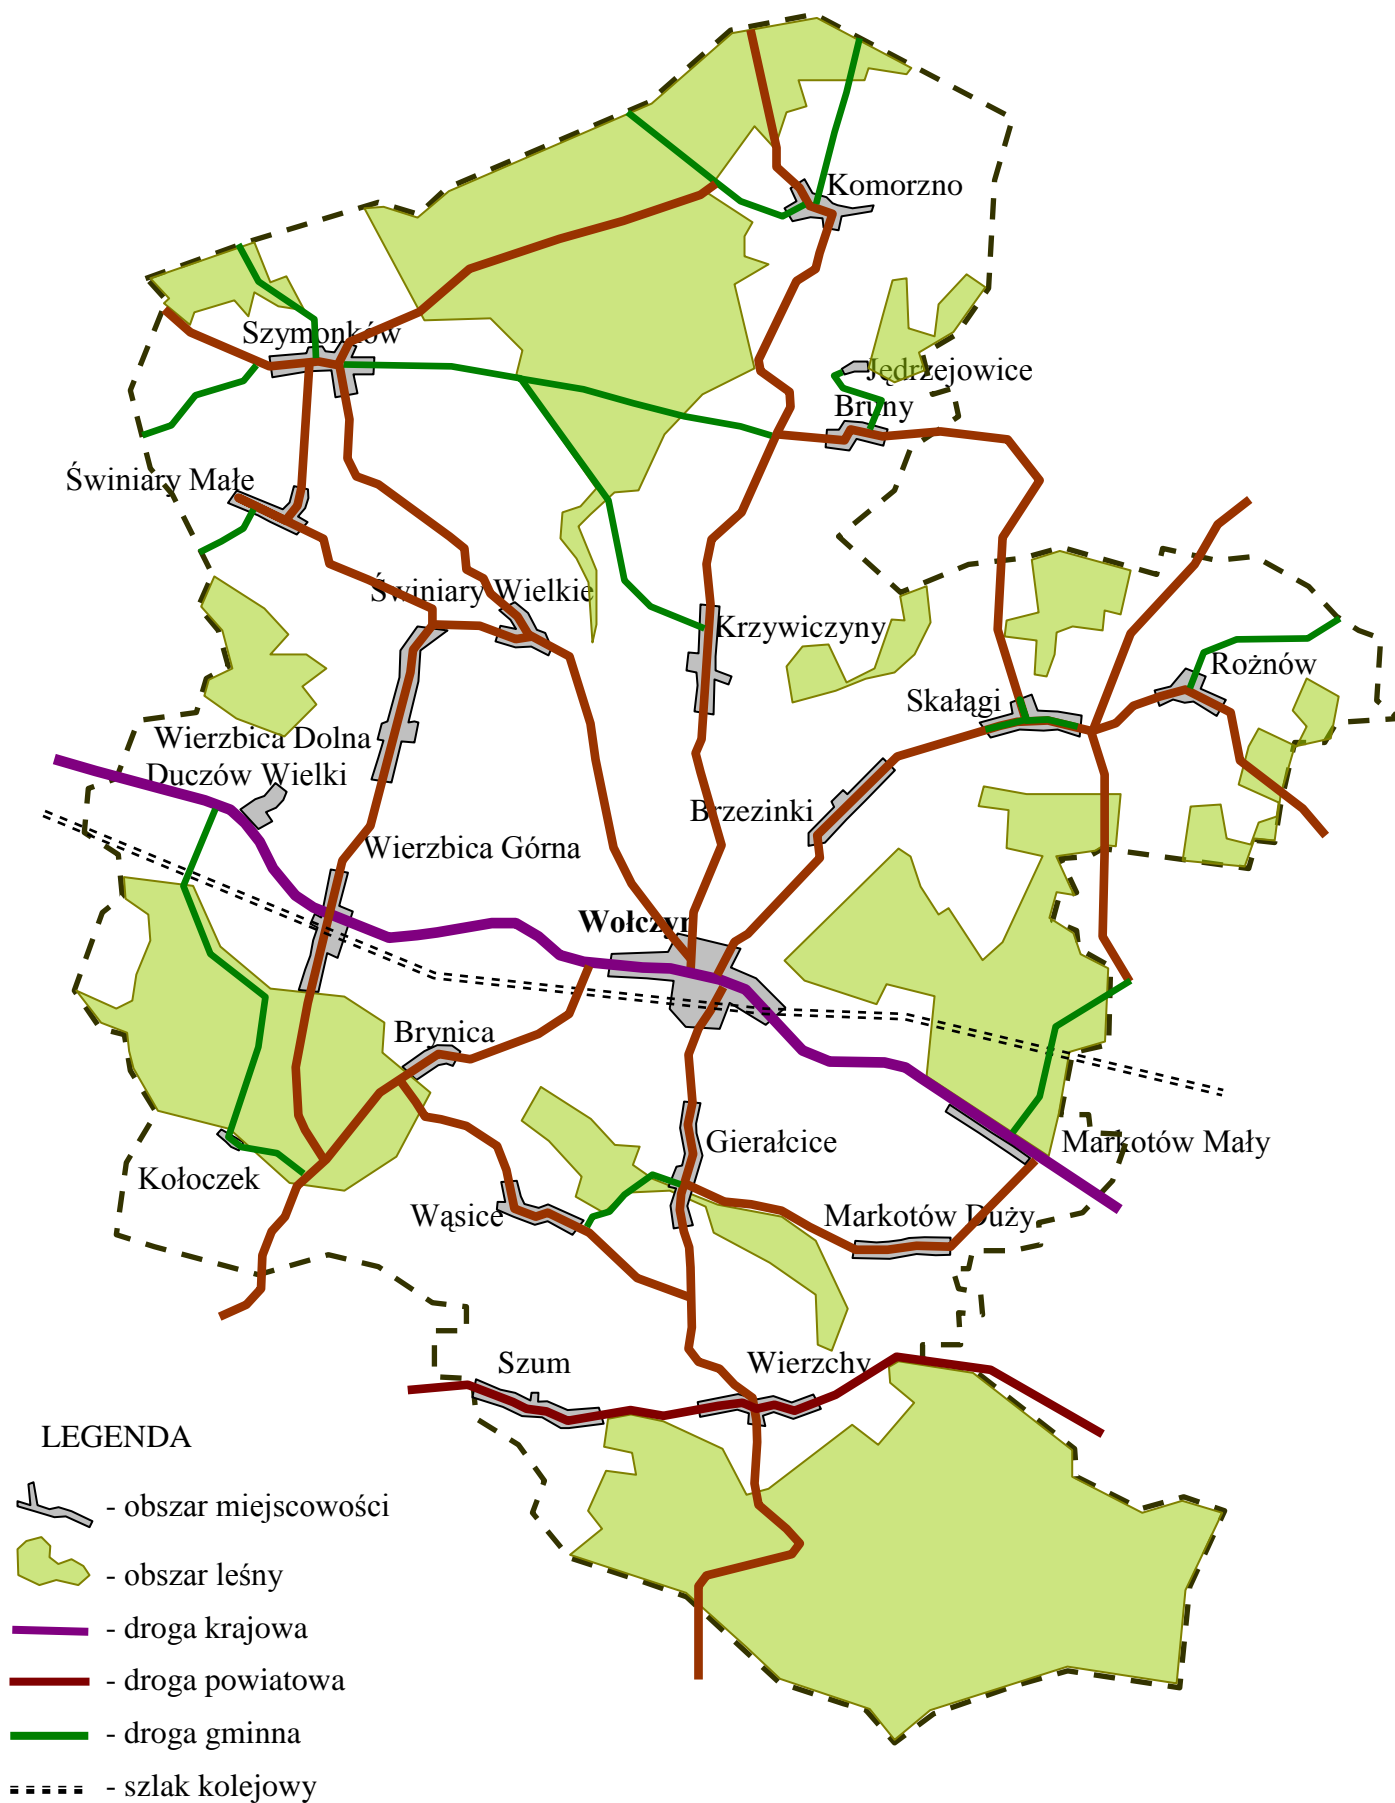 Komorzno
Szymonków
Jędrzejowice
Bruny
Świniary Małe
Świniary Wielkie
Krzywiczyny
Rożnów
Skałągi
Wierzbica Dolna
Duczów Wielki
Brzezinki
Wierzbica Górna
Wołczyn
Brynica
Gierałcice
Markotów Mały
Kołoczek
Wąsice
Markotów Duży
Szum
Wierzchy
LEGENDA
- obszar miejscowości
- obszar leśny
- droga krajowa
- droga powiatowa
- droga gminna
- szlak kolejowy